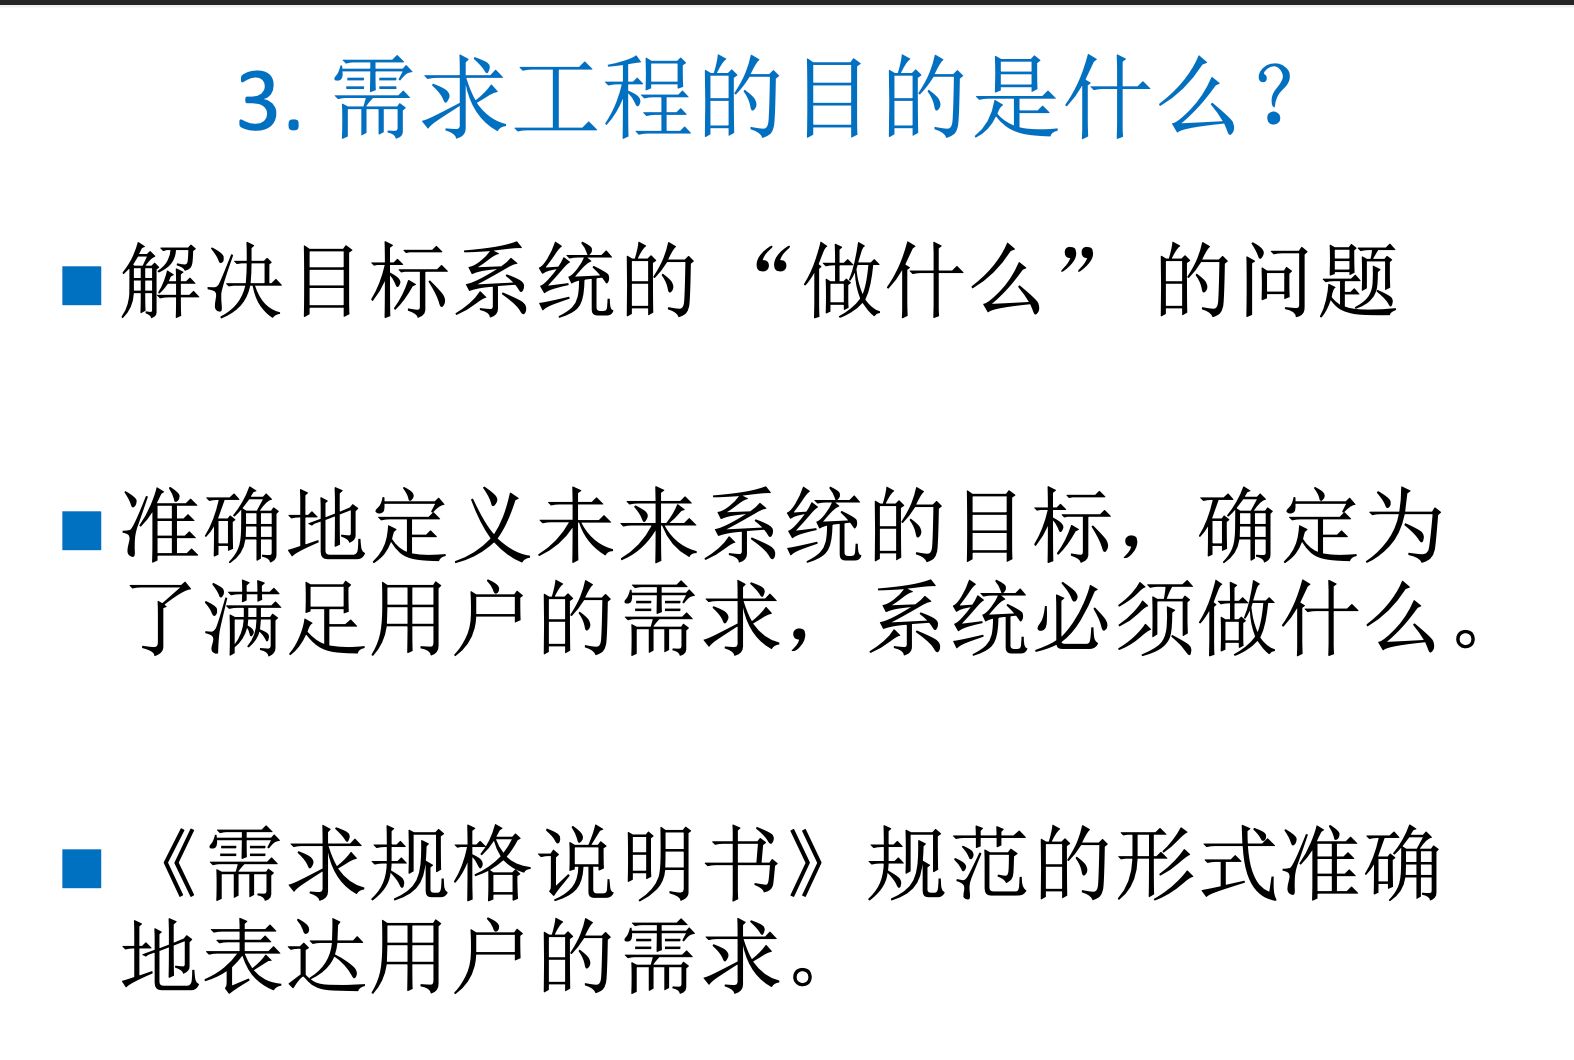 3. 需求工程的目的是什么?
■ 解决目标系统的 “做什么” 的问题
■ 准确地定义未来系统的目标，确定为
了满足用户的需求，系统必须做什么。
■ 《需求规格说明书》规范的形式准确
地表达用户的需求。